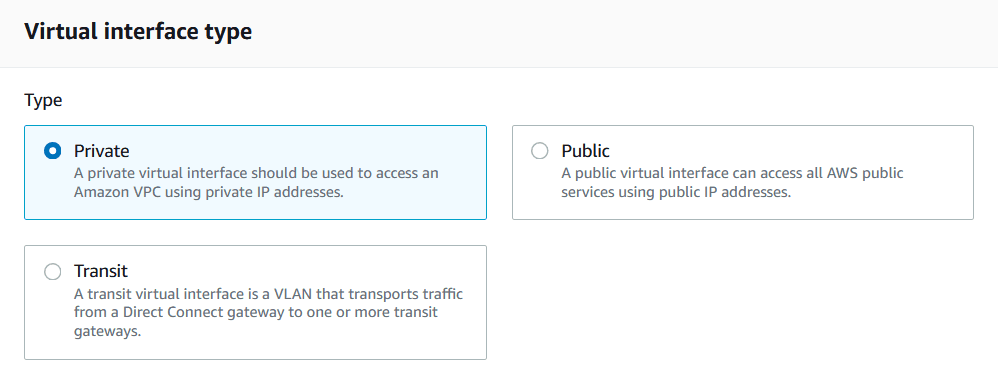 Virtual interface type
Type
Private
A private virtual interface should be used to access an
Amazon VPC using private IP addresses.
Public
A public virtual interface can access all AWS public
services using public IP addresses.
Transit
A transit virtual interface is a VLAN that transports traffic
from a Direct Connect gateway to one or more transit
gateways.